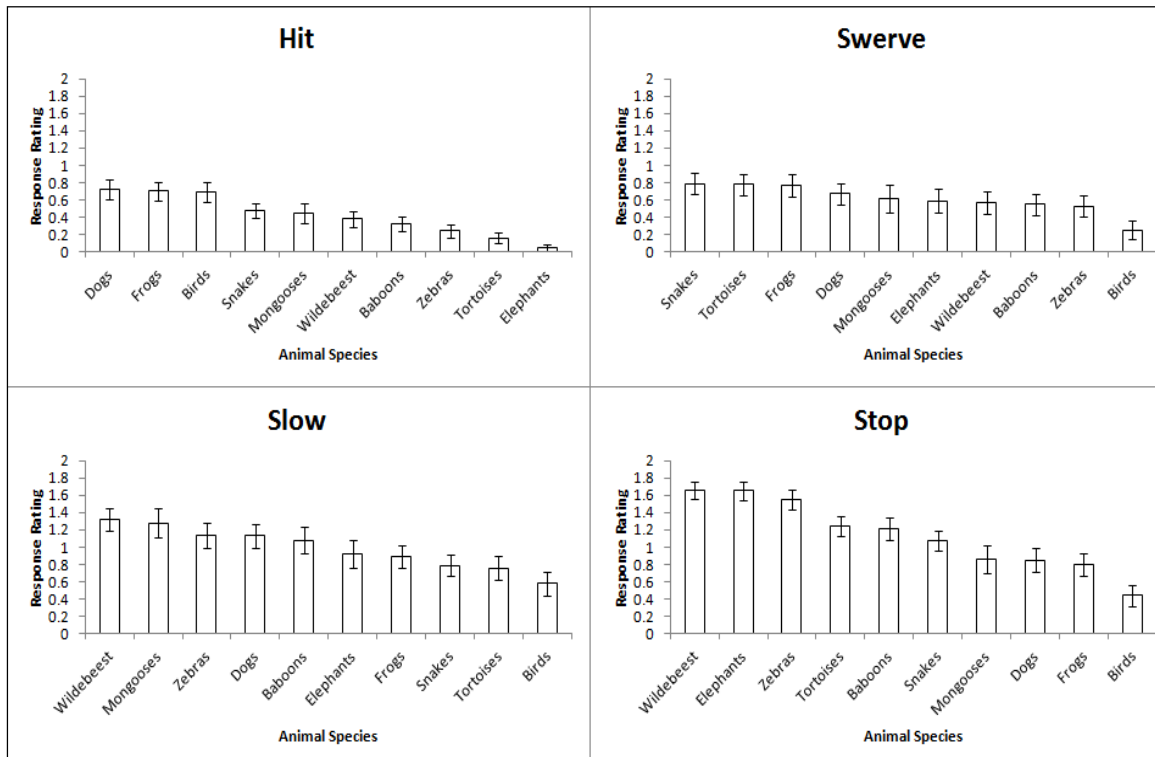 Hit
Response Rating
2
1.8
1.6
1.4
1.2
1
0.8
0.6
0.4
0.2
0
Dogs
Frogs
Birds
Snakes
Mongooses
Wildebeest
Baboons
Zebras
Tortoises
Elephants
Animal Species
Swerve
Response Rating
2
1.8
1.6
1.4
1.2
1
0.8
0.6
0.4
0.2
0
Snakes
Tortoises
Frogs
Dogs
Mongooses
Elephants
Wildebeest
Baboons
Zebras
Birds
Animal Species
Slow
Response Rating
2
1.8
1.6
1.4
1.2
1
0.8
0.6
0.4
0.2
0
Wildebeest
Mongooses
Zebras
Dogs
Baboons
Elephants
Frogs
Snakes
Tortoises
Birds
Animal Species
Stop
Response Rating
2
1.8
1.6
1.4
1.2
1
0.8
0.6
0.4
0.2
0
Wildebeest
Elephants
Zebras
Tortoises
Baboons
Snakes
Mongooses
Dogs
Frogs
Birds
Animal Species